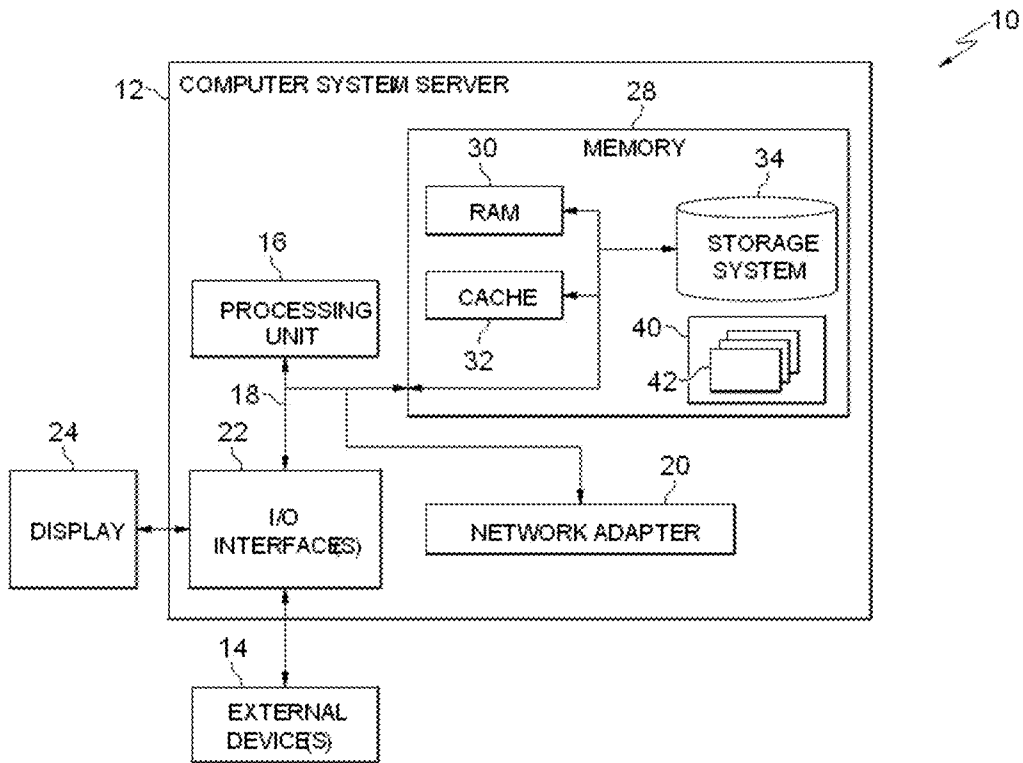 10
12
COMPUTER SYSTEM SERVER
28
MEMORY
30
RAM
34
STORAGE
SYSTEM
16
PROCESSING
UNIT
CACHE
32
40
42
18
24
22
20
DISPLAY
I/O
INTERFACE(S)
NETWORK ADAPTER
14
EXTERNAL
DEVICE(S)